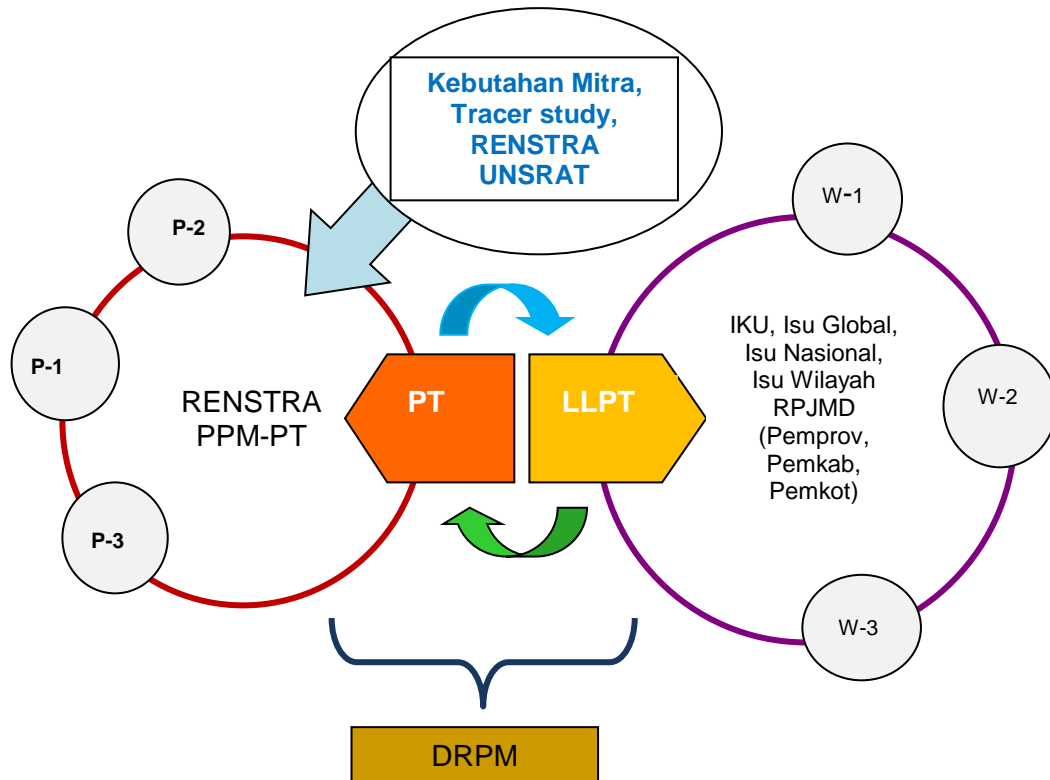 Kebutahan Mitra,
Tracer study,
RENSTRA
UNSRAT
P-2
P-1
P-3
RENSTRA
PPM-PT
PT
LLPT
W-1
IKU, Isu Global,
Isu Nasional,
Isu Wilayah
RPJMD
(Pemprov,
Pemkab,
Pemkot)
W-2
W-3
DRPM